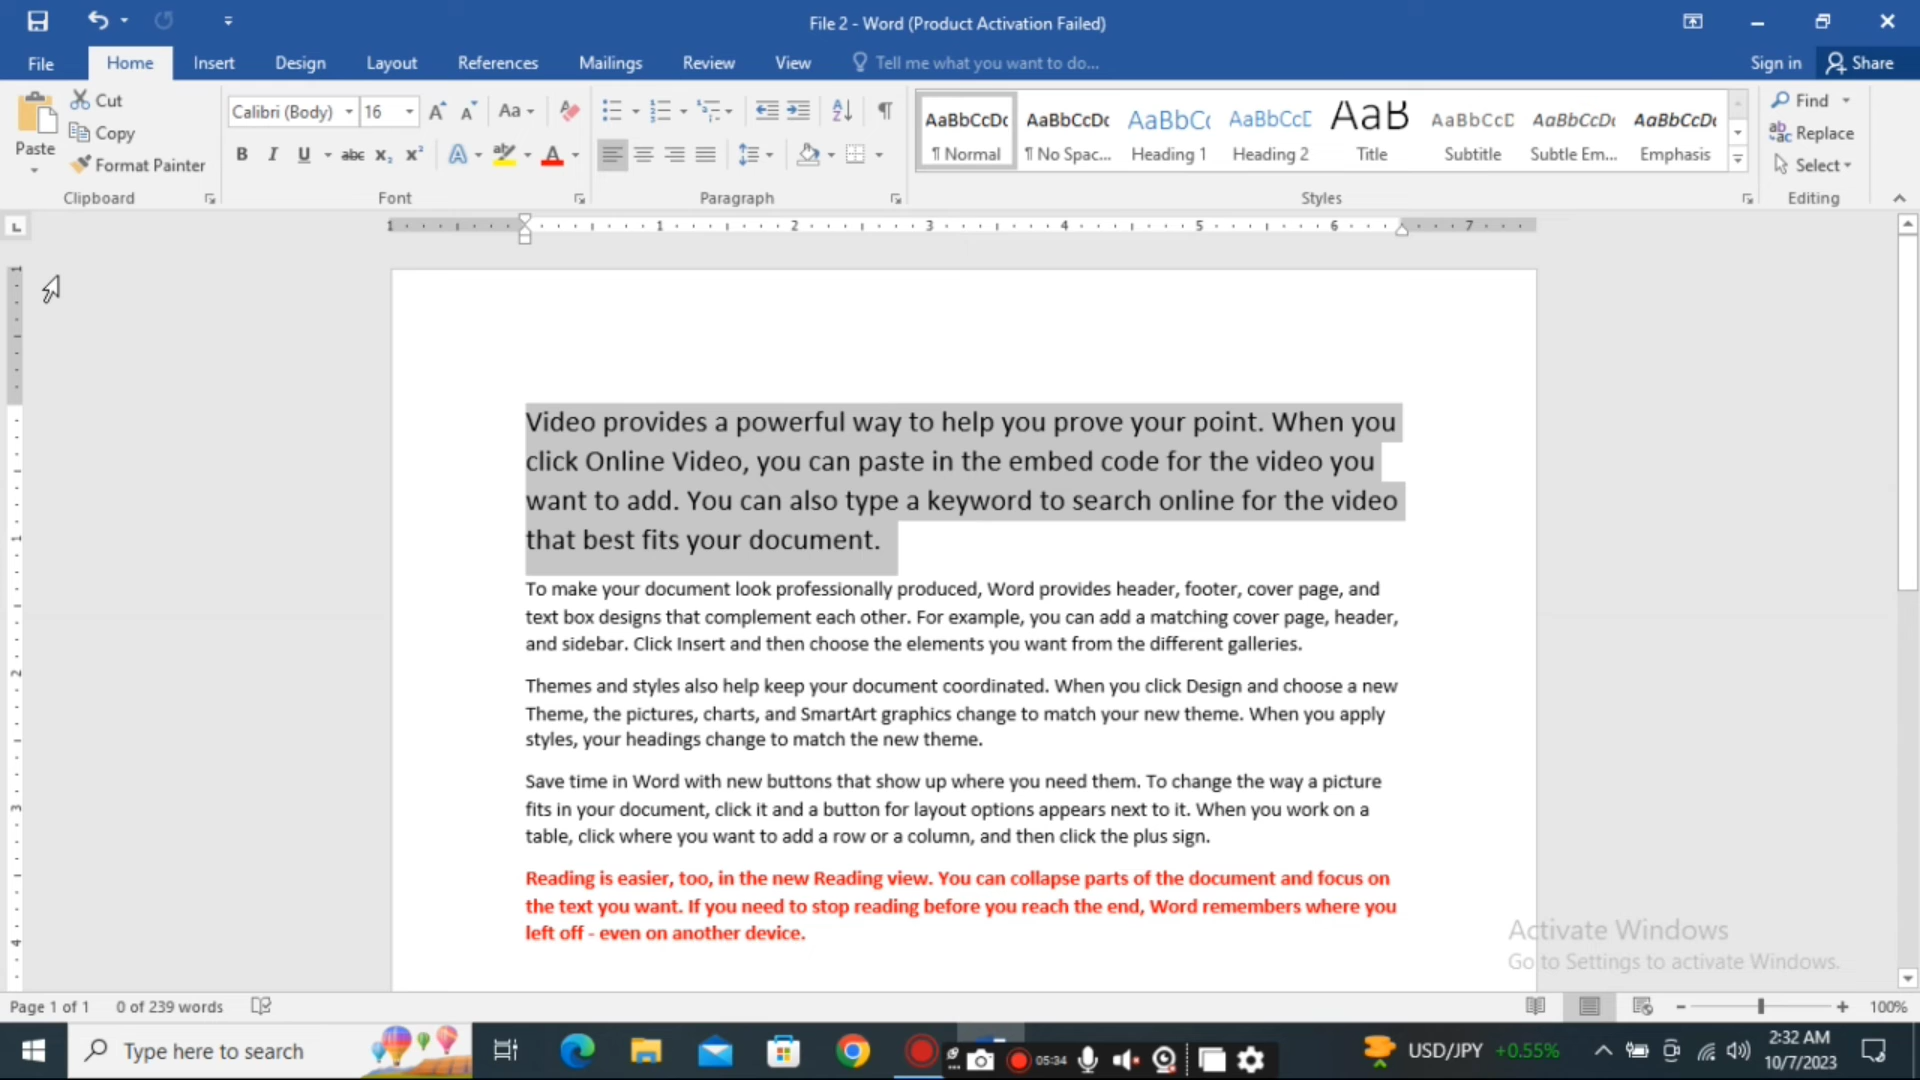 File 2 - Word (Product Activation Failed)
File Home Insert Design Layout References Mailings Review View Tell me what you want to do... Sign in Share
Paste
Cut
Copy
Format Painter
Clipboard
Calibri (Body) 16 Aa
B I U abc X₂ X² A A
Font
Paragraph
AaBbCcDc AaBbCcDc AaBbC( AaBbCcE AaB AaBbCcD AaBbCcDc AaBbCcDc
¶ Normal ¶ No Spac... Heading 1 Heading 2 Title Subtitle Subtle Em... Emphasis
Styles
Find
Replace
Select
Editing
1 1 2 3 4 5 6 7
Video provides a powerful way to help you prove your point. When you
click Online Video, you can paste in the embed code for the video you
want to add. You can also type a keyword to search online for the video
that best fits your document.
To make your document look professionally produced, Word provides header, footer, cover page, and
text box designs that complement each other. For example, you can add a matching cover page, header,
and sidebar. Click Insert and then choose the elements you want from the different galleries.
Themes and styles also help keep your document coordinated. When you click Design and choose a new
Theme, the pictures, charts, and SmartArt graphics change to match your new theme. When you apply
styles, your headings change to match the new theme.
Save time in Word with new buttons that show up where you need them. To change the way a picture
fits in your document, click it and a button for layout options appears next to it. When you work on a
table, click where you want to add a row or a column, and then click the plus sign.
Reading is easier, too, in the new Reading view. You can collapse parts of the document and focus on
the text you want. If you need to stop reading before you reach the end, Word remembers where you
left off - even on another device.
Activate Windows
Go to Settings to activate Windows.
Page 1 of 1 0 of 239 words 100%
Type here to search 05:34 USD/JPY +0.55% 2:32 AM
10/7/2023